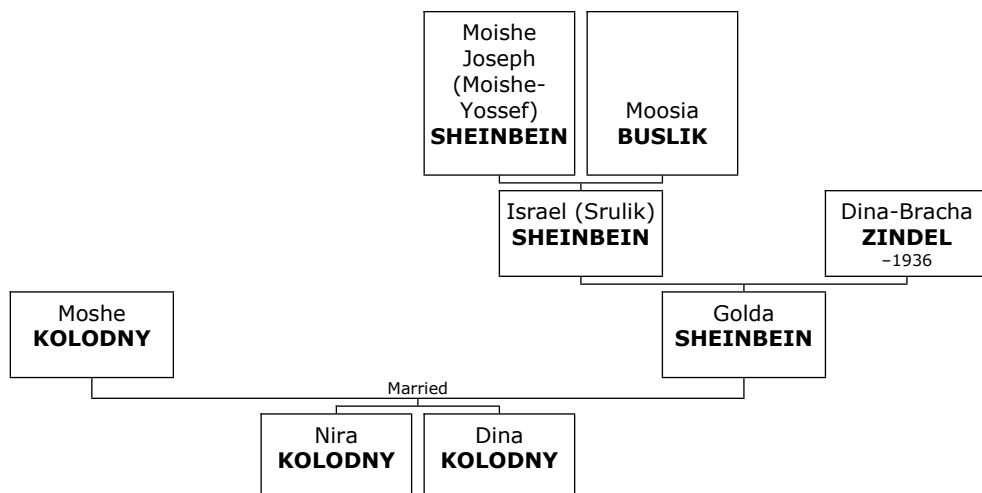 Moishe
Joseph
(Moishe-
Yossef)
SHEINBEIN
Moosia
BUSLIK
Israel (Srulik)
SHEINBEIN
Dina-Bracha
ZINDEL
–1936
Moshe
KOLODNY
Golda
SHEINBEIN
Married
Nira
KOLODNY
Dina
KOLODNY